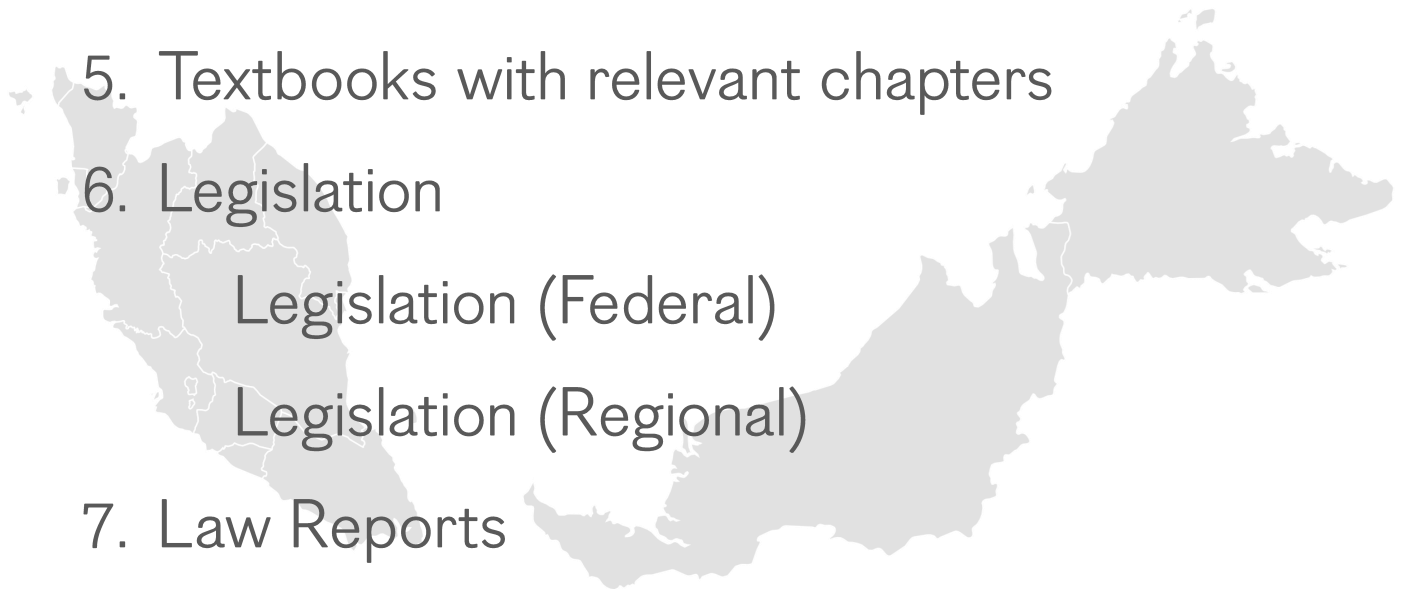 5. Textbooks with relevant chapters
6. Legislation
Legislation (Federal)
Legislation (Regional)
7. Law Reports